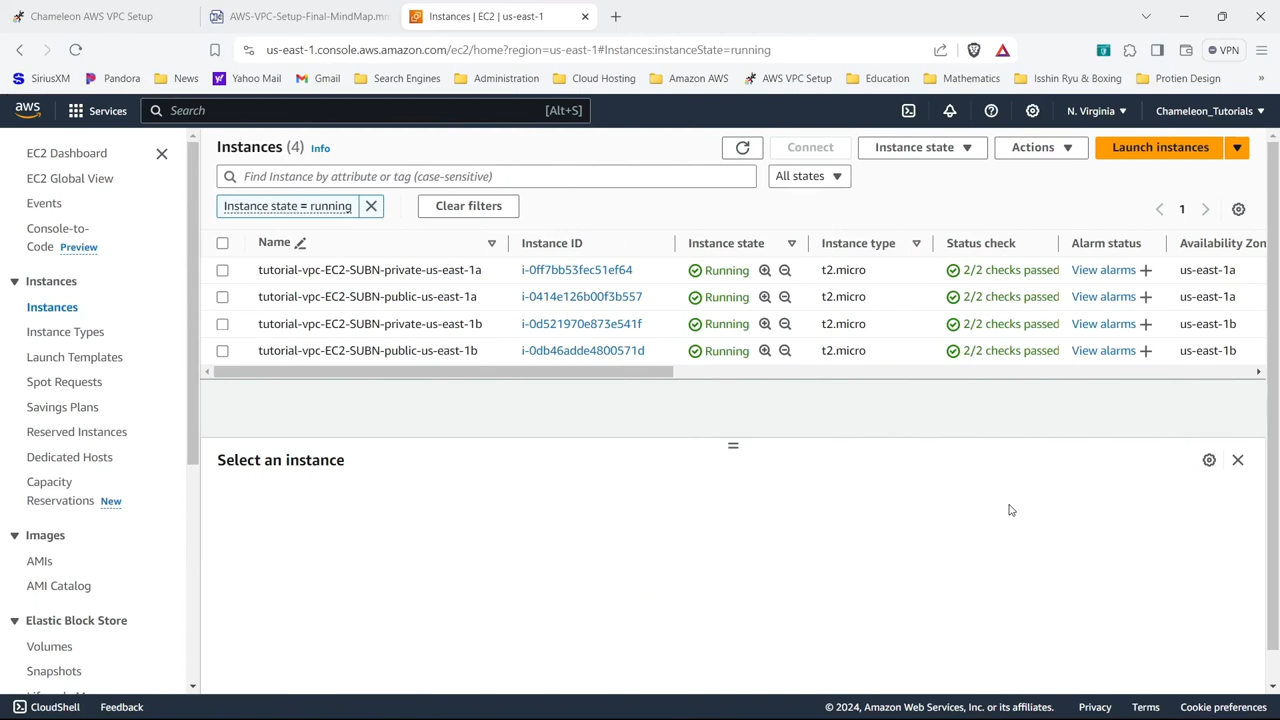 Chameleon AWS VPC Setup
AWS-VPC-Setup-Final-MindMap.mm
Instances | EC2 | us-east-1
us-east-1.console.aws.amazon.com/ec2/home?region=us-east-1#Instances:instanceState=running
VPN
SiriusXM Pandora News Yahoo Mail Gmail Search Engines Administration Cloud Hosting Amazon AWS AWS VPC Setup Education Mathematics Isshin Ryu & Boxing Protien Design »
aws Services Search [Alt+S] N. Virginia Chameleon_Tutorials
EC2 Dashboard
EC2 Global View
Events
Console-to-
Code Preview
Instances
Instances
Instance Types
Launch Templates
Spot Requests
Savings Plans
Reserved Instances
Dedicated Hosts
Capacity
Reservations New
Images
AMIs
AMI Catalog
Elastic Block Store
Volumes
Snapshots
Instances (4) Info Connect Instance state Actions Launch instances
Find Instance by attribute or tag (case-sensitive) All states
Instance state = running Clear filters 1
Name Instance ID Instance state Instance type Status check Alarm status Availability Zon
tutorial-vpc-EC2-SUBN-private-us-east-1a i-0ff7bb53fec51ef64 Running t2.micro 2/2 checks passed View alarms us-east-1a
tutorial-vpc-EC2-SUBN-public-us-east-1a i-0414e126b00f3b557 Running t2.micro 2/2 checks passed View alarms us-east-1a
tutorial-vpc-EC2-SUBN-private-us-east-1b i-0d521970e873e541f Running t2.micro 2/2 checks passed View alarms us-east-1b
tutorial-vpc-EC2-SUBN-public-us-east-1b i-0db46adde4800571d Running t2.micro 2/2 checks passed View alarms us-east-1b
Select an instance
CloudShell Feedback © 2024, Amazon Web Services, Inc. or its affiliates. Privacy Terms Cookie preferences